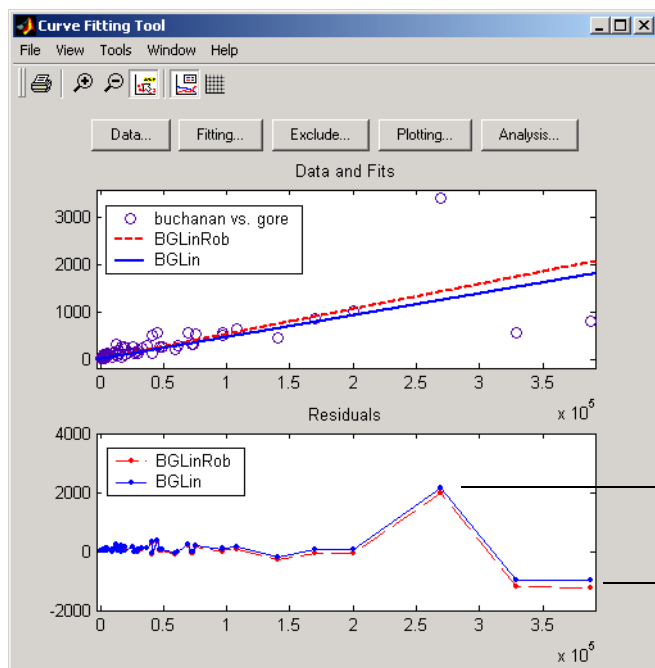 Curve Fitting Tool
File View Tools Window Help
Data... Fitting... Exclude... Plotting... Analysis...
Data and Fits
buchanan vs. gore
BGLinRob
BGLin
3000
2000
1000
0
0 0.5 1 1.5 2 2.5 3 3.5
x 10^5
Residuals
BGLinRob
BGLin
4000
2000
0
-2000
0 0.5 1 1.5 2 2.5 3 3.5
x 10^5